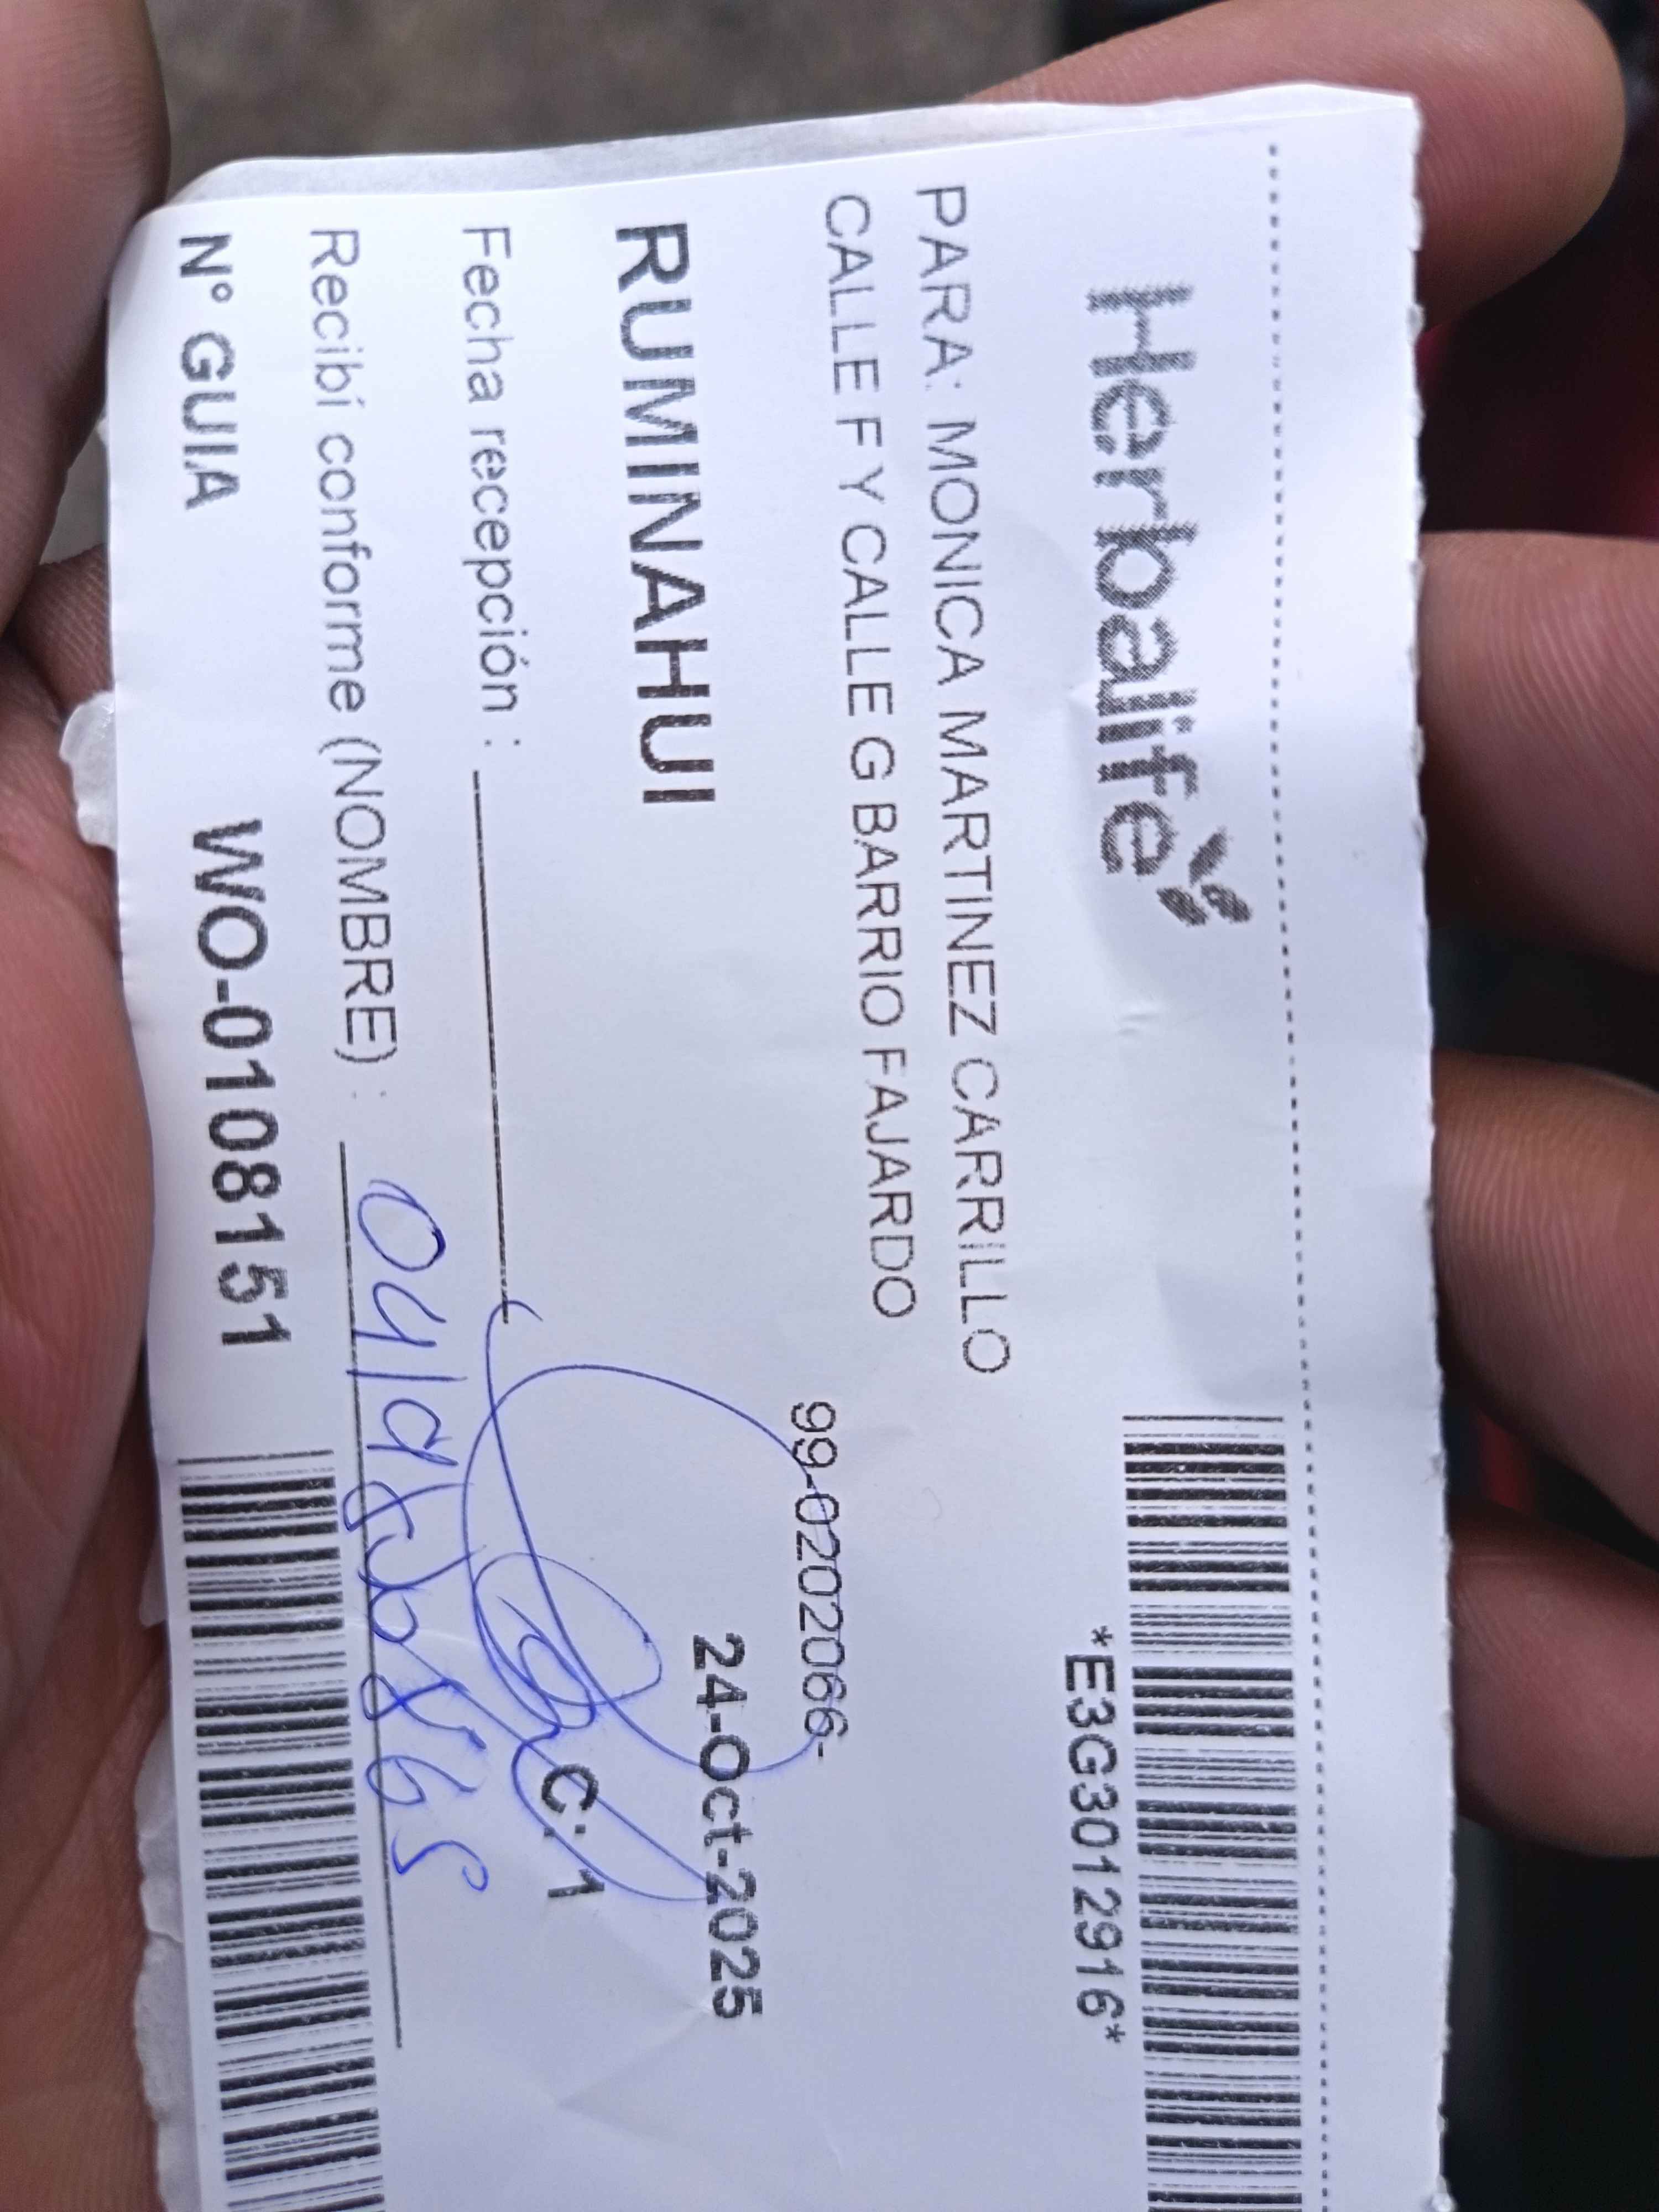 Herbalife
*E3G3012916*
PARA: MONICA MARTINEZ CARRILLO
CALLE F Y CALLE G BARRIO FAJARDO
99-0202066-
RUMINAHUI
24-Oct-2025
Fecha recepción :
C: 1
Recibí conforme (NOMBRE) :
N° GUIA WO-0108151